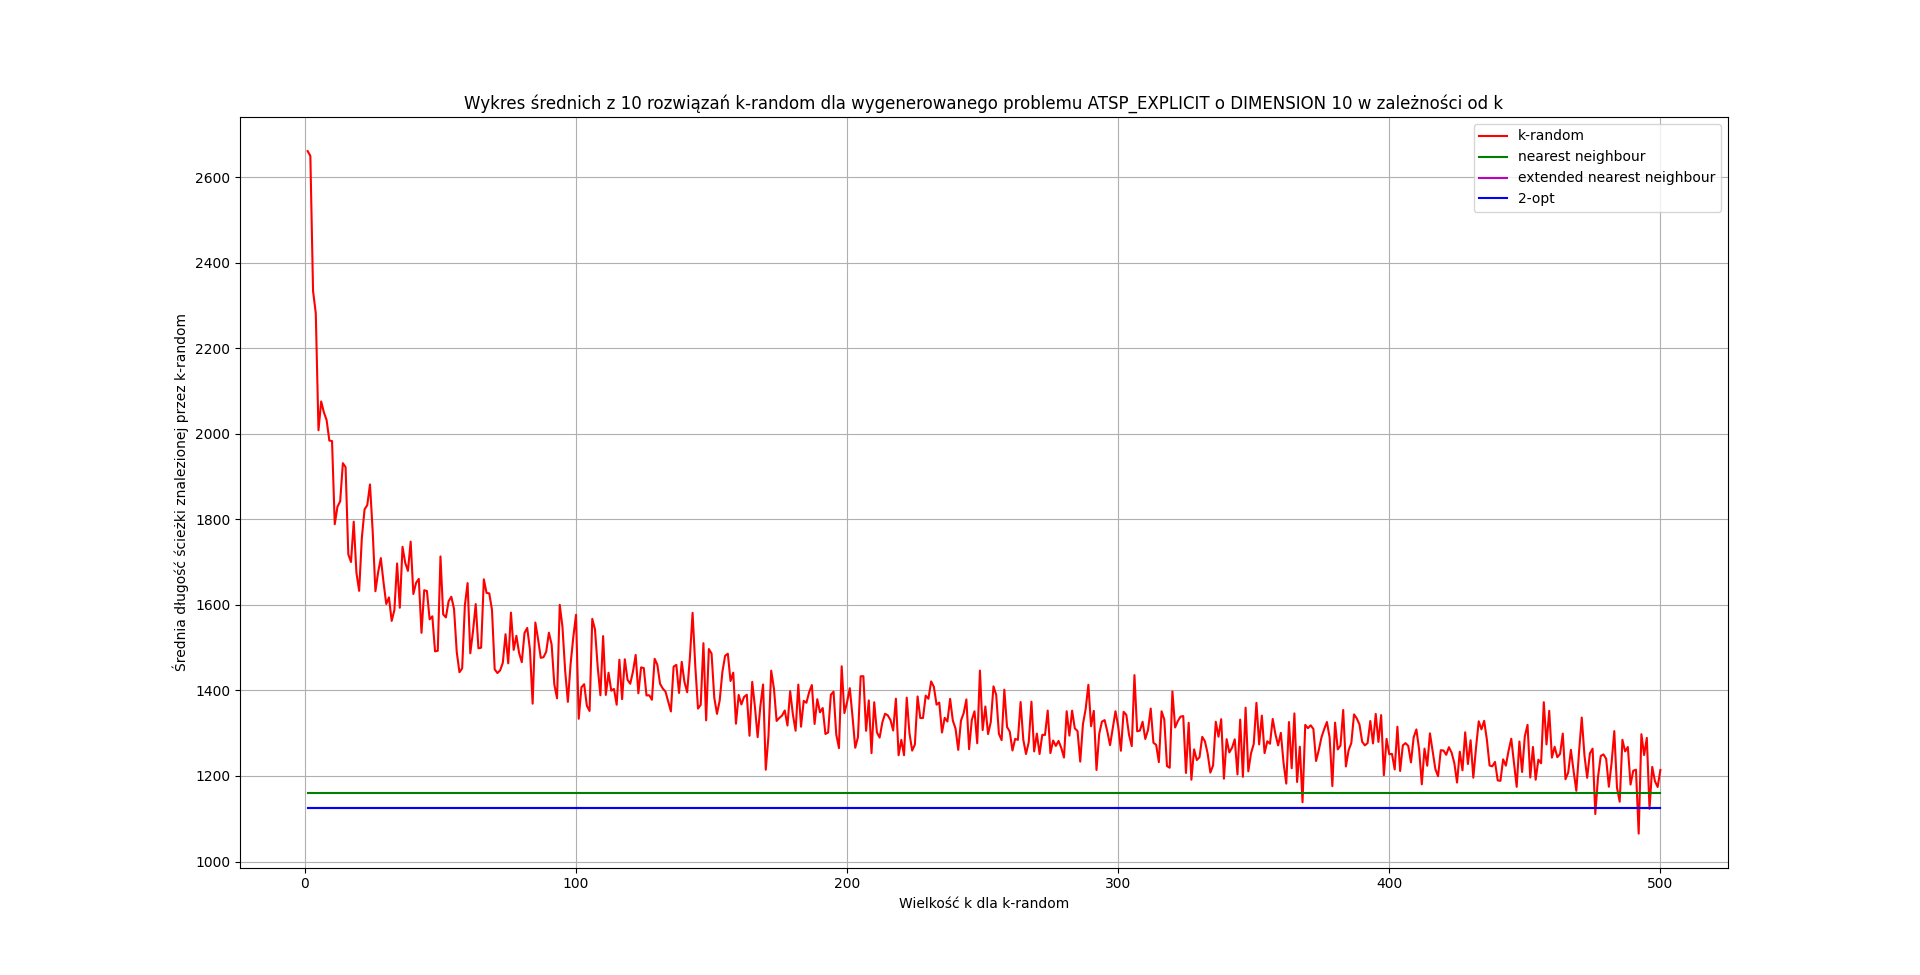 Wykres średnich z 10 rozwiązań k-random dla wygenerowanego problemu ATSP_EXPLICIT o DIMENSION 10 w zależności od k
k-random
nearest neighbour
extended nearest neighbour
2-opt
Średnia długość ścieżki znalezionej przez k-random
2600
2400
2200
2000
1800
1600
1400
1200
1000
0 100 200 300 400 500
Wielkość k dla k-random